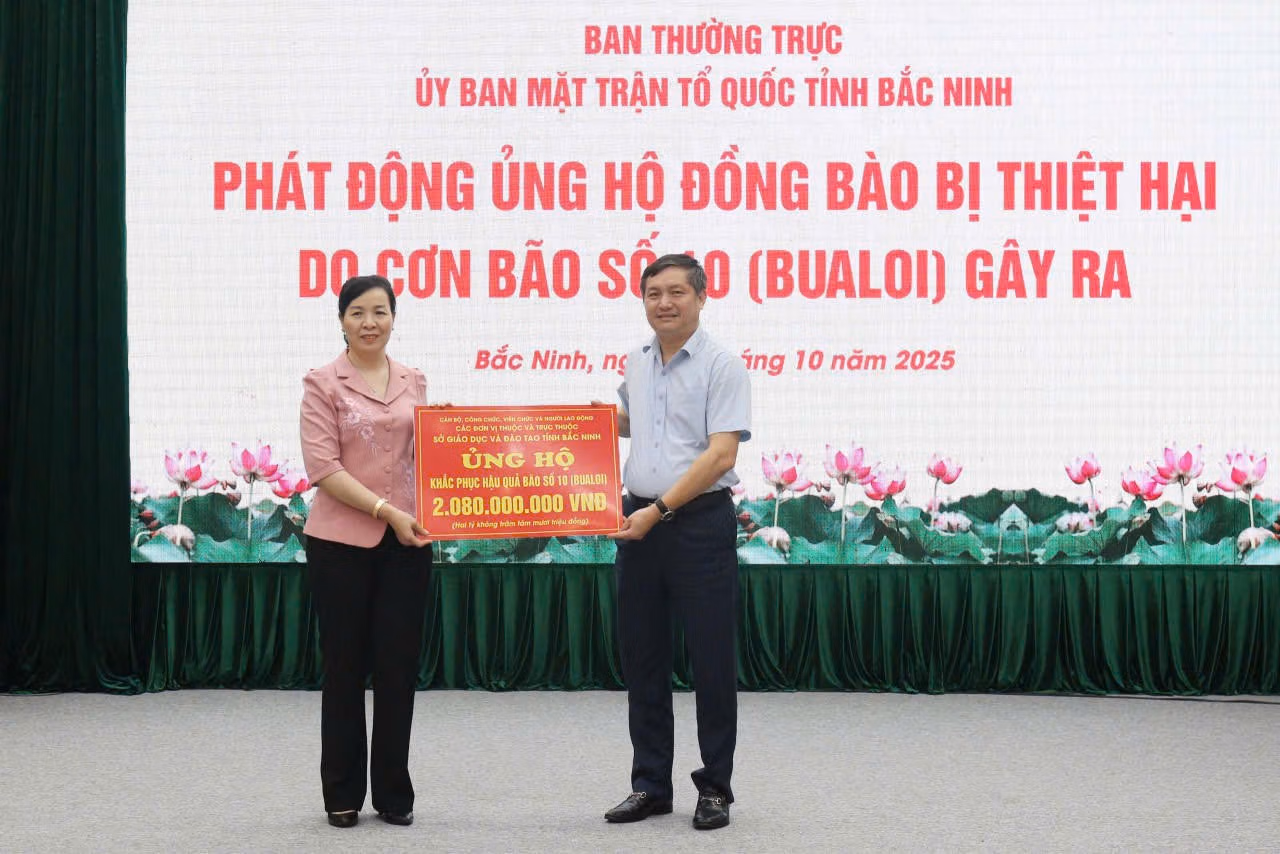 BAN THƯỜNG TRỰC
ỦY BAN MẶT TRẬN TỔ QUỐC TỈNH BẮC NINH
PHÁT ĐỘNG ỦNG HỘ ĐỒNG BÀO BỊ THIỆT HẠI
DO CƠN BÃO SỐ 10 (BUALOI) GÂY RA
Bắc Ninh, 10 năm 2025
CÁN BỘ, CÔNG CHỨC, VIÊN CHỨC VÀ NGƯỜI LAO ĐỘNG
CÁC ĐƠN VỊ THUỘC VÀ TRỰC THUỘC
SỞ GIÁO DỤC VÀ ĐÀO TẠO TỈNH BẮC NINH
ỦNG HỘ
KHẮC PHỤC HẬU QUẢ BÃO SỐ 10 (BUALOI)
2.080.000.000 VNĐ
(Hai tỷ không trăm tám mươi triệu đồng)